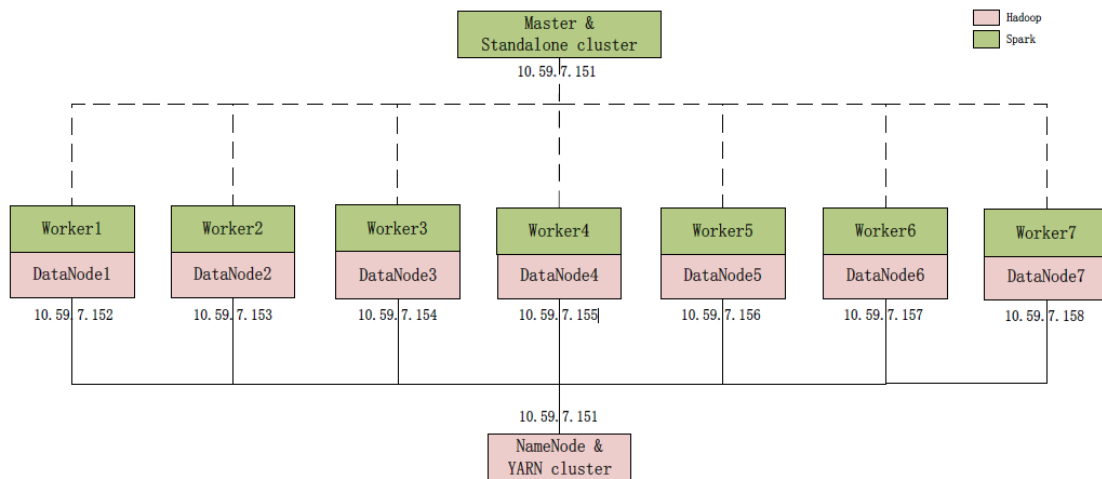 Master &
Standalone cluster
Hadoop
Spark
10.59.7.151
Worker1
Worker2
Worker3
Worker4
Worker5
Worker6
Worker7
DataNode1
DataNode2
DataNode3
DataNode4
DataNode5
DataNode6
DataNode7
10.59.7.152
10.59.7.153
10.59.7.154
10.59.7.155
10.59.7.156
10.59.7.157
10.59.7.158
10.59.7.151
NameNode &
YARN cluster